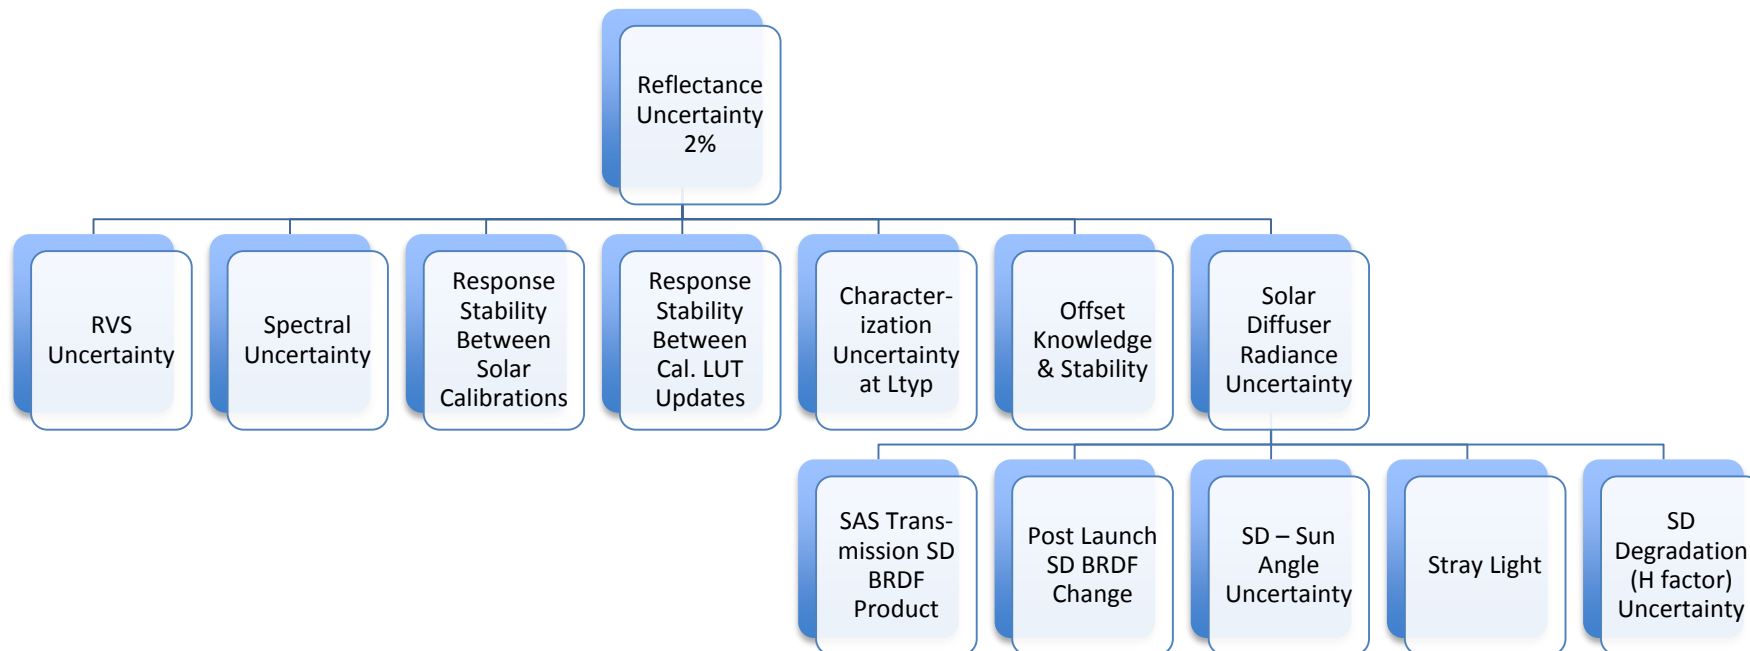 Reflectance
Uncertainty
2%
RVS
Uncertainty
Spectral
Uncertainty
Response
Stability
Between
Solar
Calibrations
Response
Stability
Between
Cal. LUT
Updates
Character-
ization
Uncertainty
at Ltyp
Offset
Knowledge
& Stability
Solar
Diffuser
Radiance
Uncertainty
SAS Trans-
mission SD
BRDF
Product
Post Launch
SD BRDF
Change
SD – Sun
Angle
Uncertainty
Stray Light
SD
Degradation
(H factor)
Uncertainty